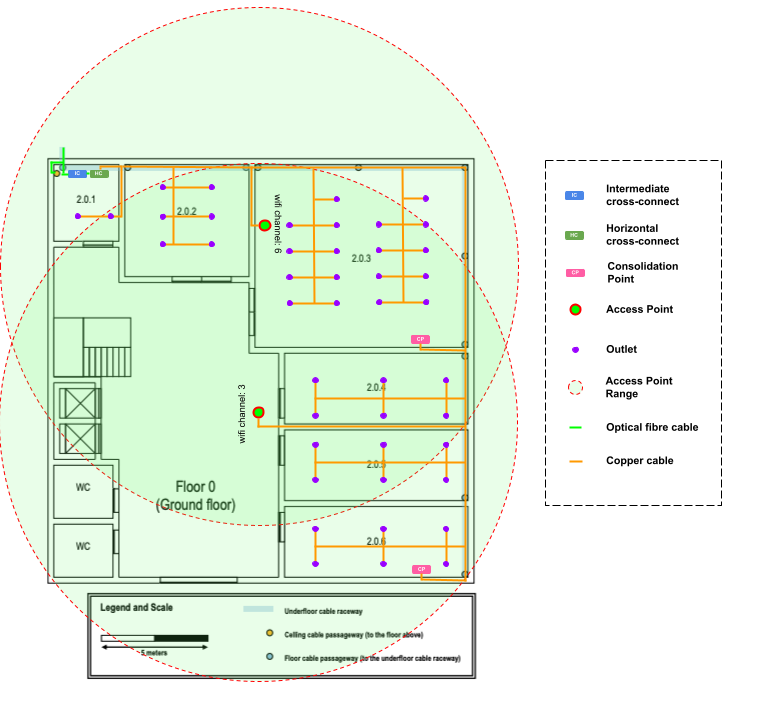 IC
HC
2.0.1
2.0.2
wifi channel: 6
2.0.3
CP
2.0.4
wifi channel: 3
2.0.5
WC
Floor 0
(Ground floor)
WC
2.0.6
CP
Legend and Scale
5 meters
Underfloor cable raceway
Ceiling cable passageway (to the floor above)
Floor cable passageway (to the underfloor cable raceway)
IC
Intermediate
cross-connect
HC
Horizontal
cross-connect
CP
Consolidation
Point
Access Point
Outlet
Access Point
Range
Optical fibre cable
Copper cable